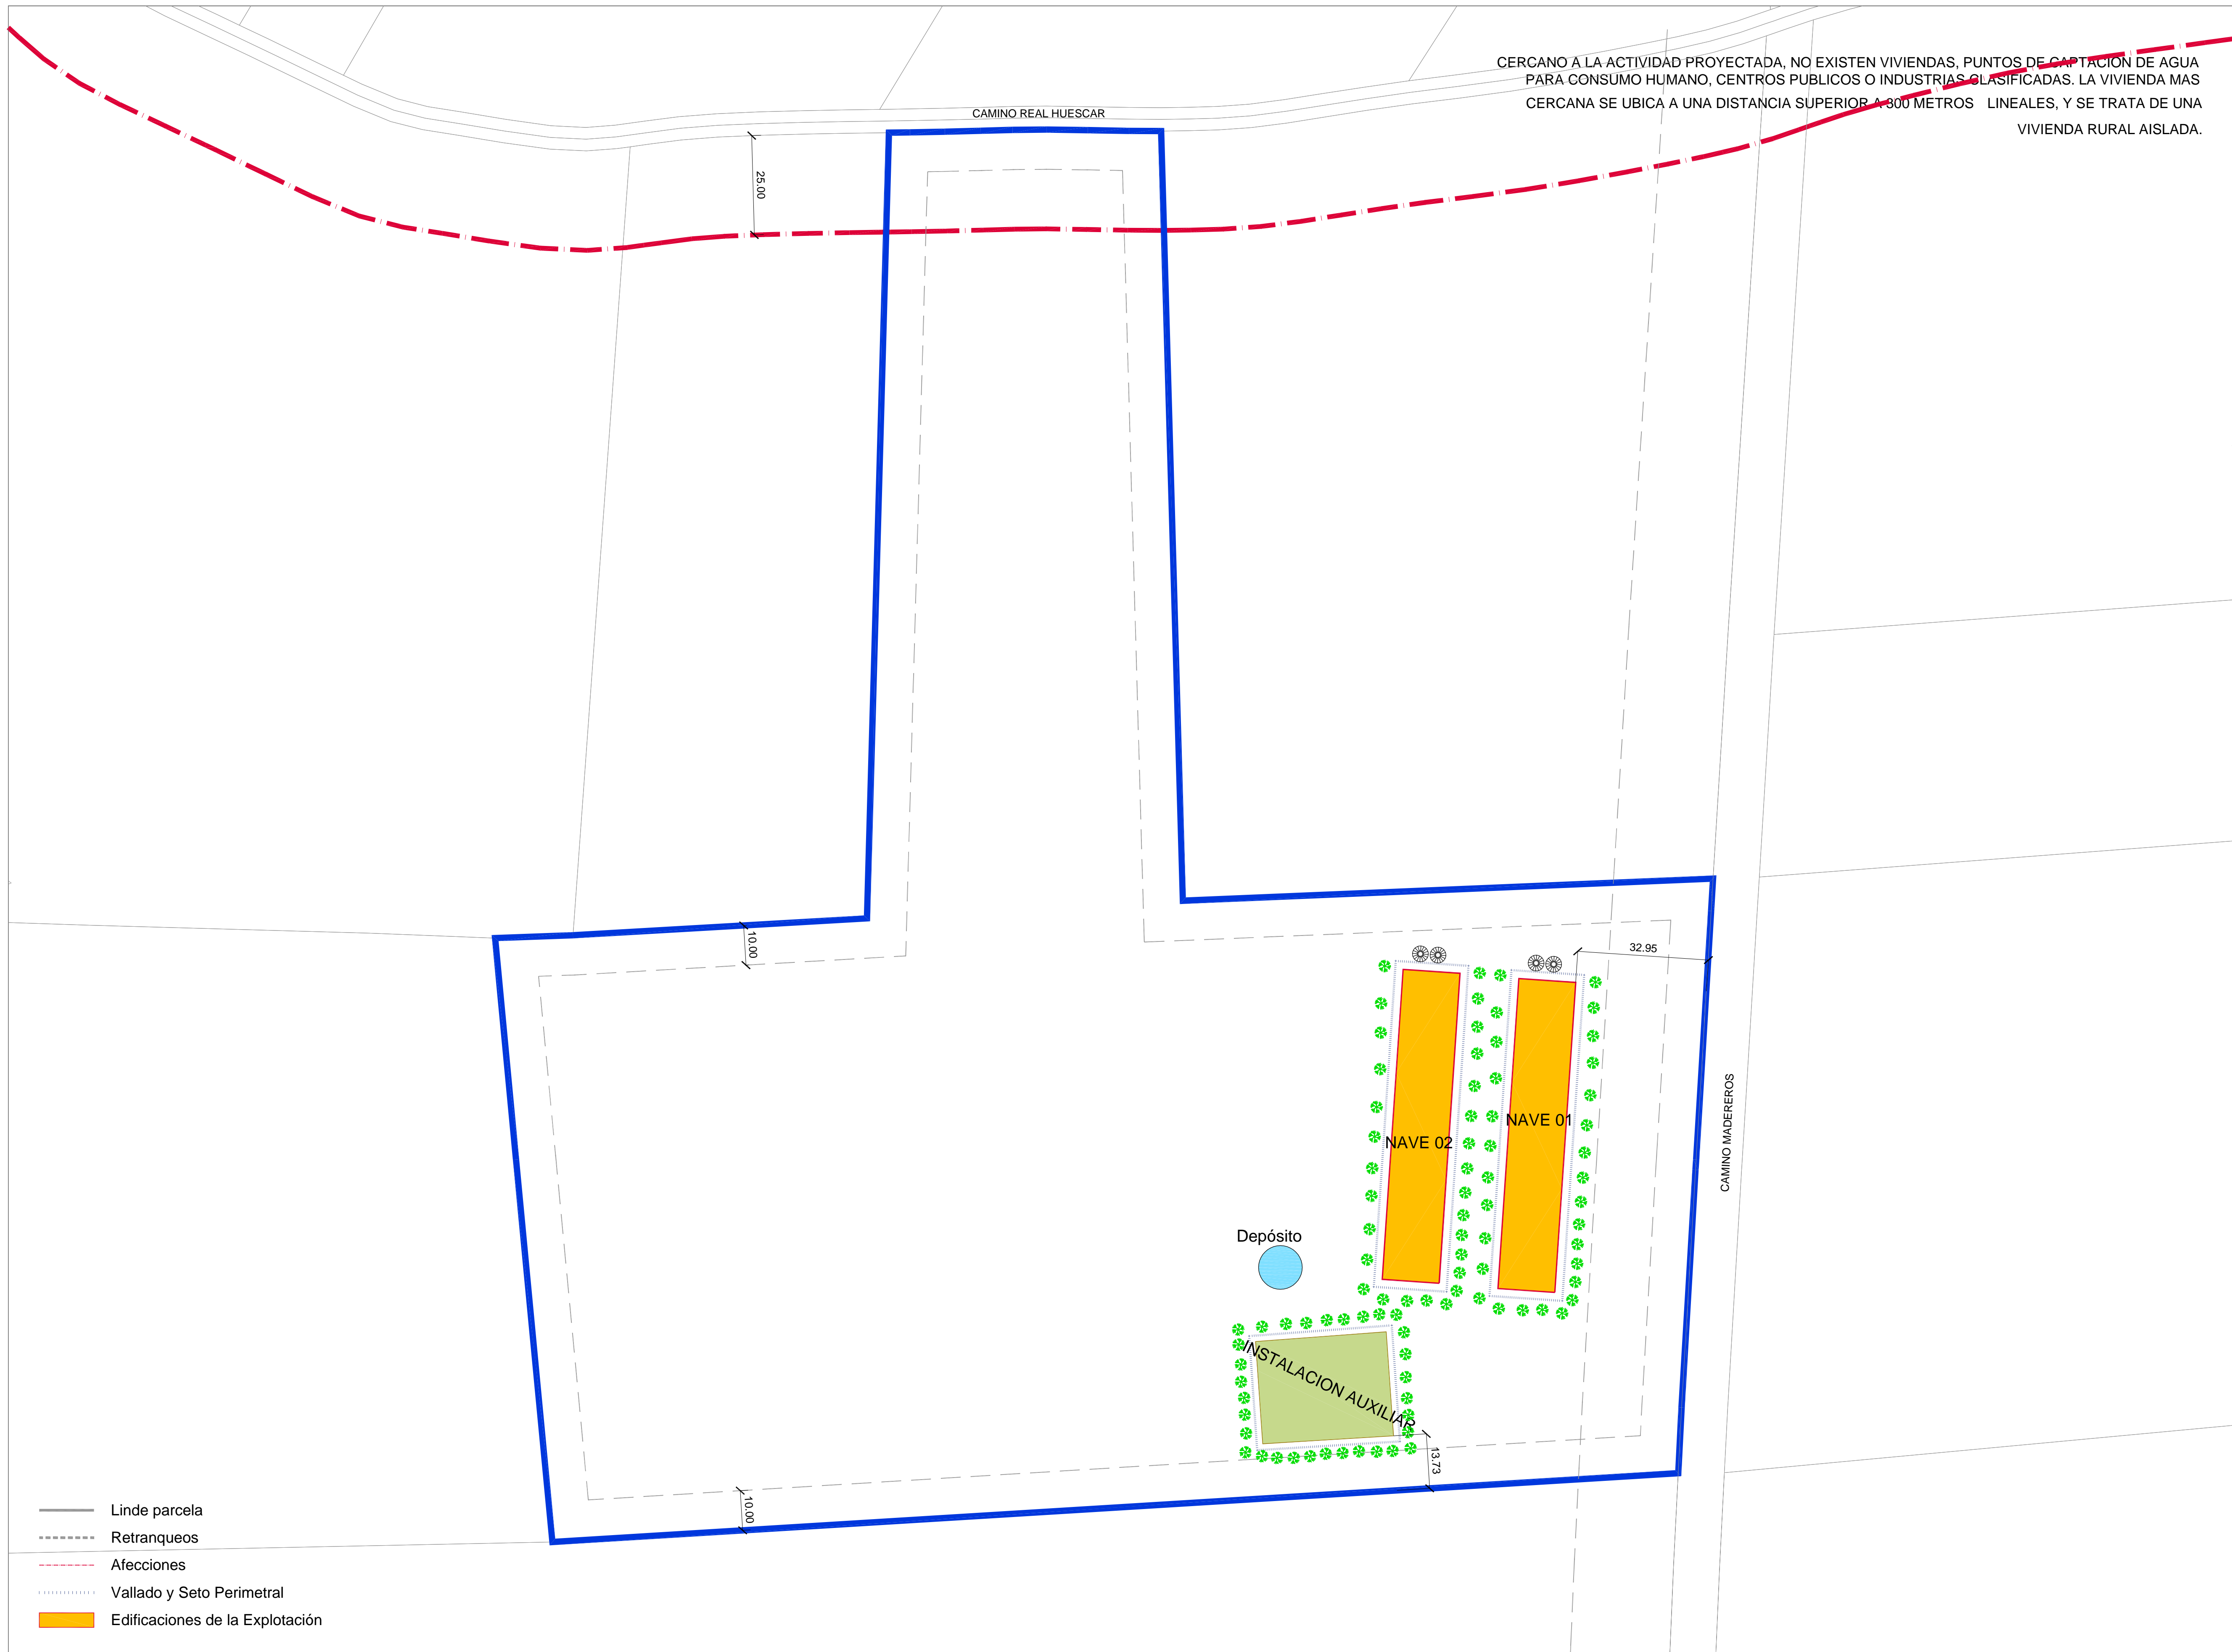 CERCANO A LA ACTIVIDAD PROYECTADA, NO EXISTEN VIVIENDAS, PUNTOS DE CAPTACION DE AGUA
PARA CONSUMO HUMANO, CENTROS PUBLICOS O INDUSTRIAS CLASIFICADAS. LA VIVIENDA MAS
CERCANA SE UBICA A UNA DISTANCIA SUPERIOR A 800 METROS LINEALES, Y SE TRATA DE UNA
VIVIENDA RURAL AISLADA.
CAMINO REAL HUESCAR
25.00
10.00
32.95
NAVE 01
NAVE 02
CAMINO MADEREROS
Depósito
INSTALACION AUXILIAR
13.73
10.00
Linde parcela
Retranqueos
Afecciones
Vallado y Seto Perimetral
Edificaciones de la Explotación